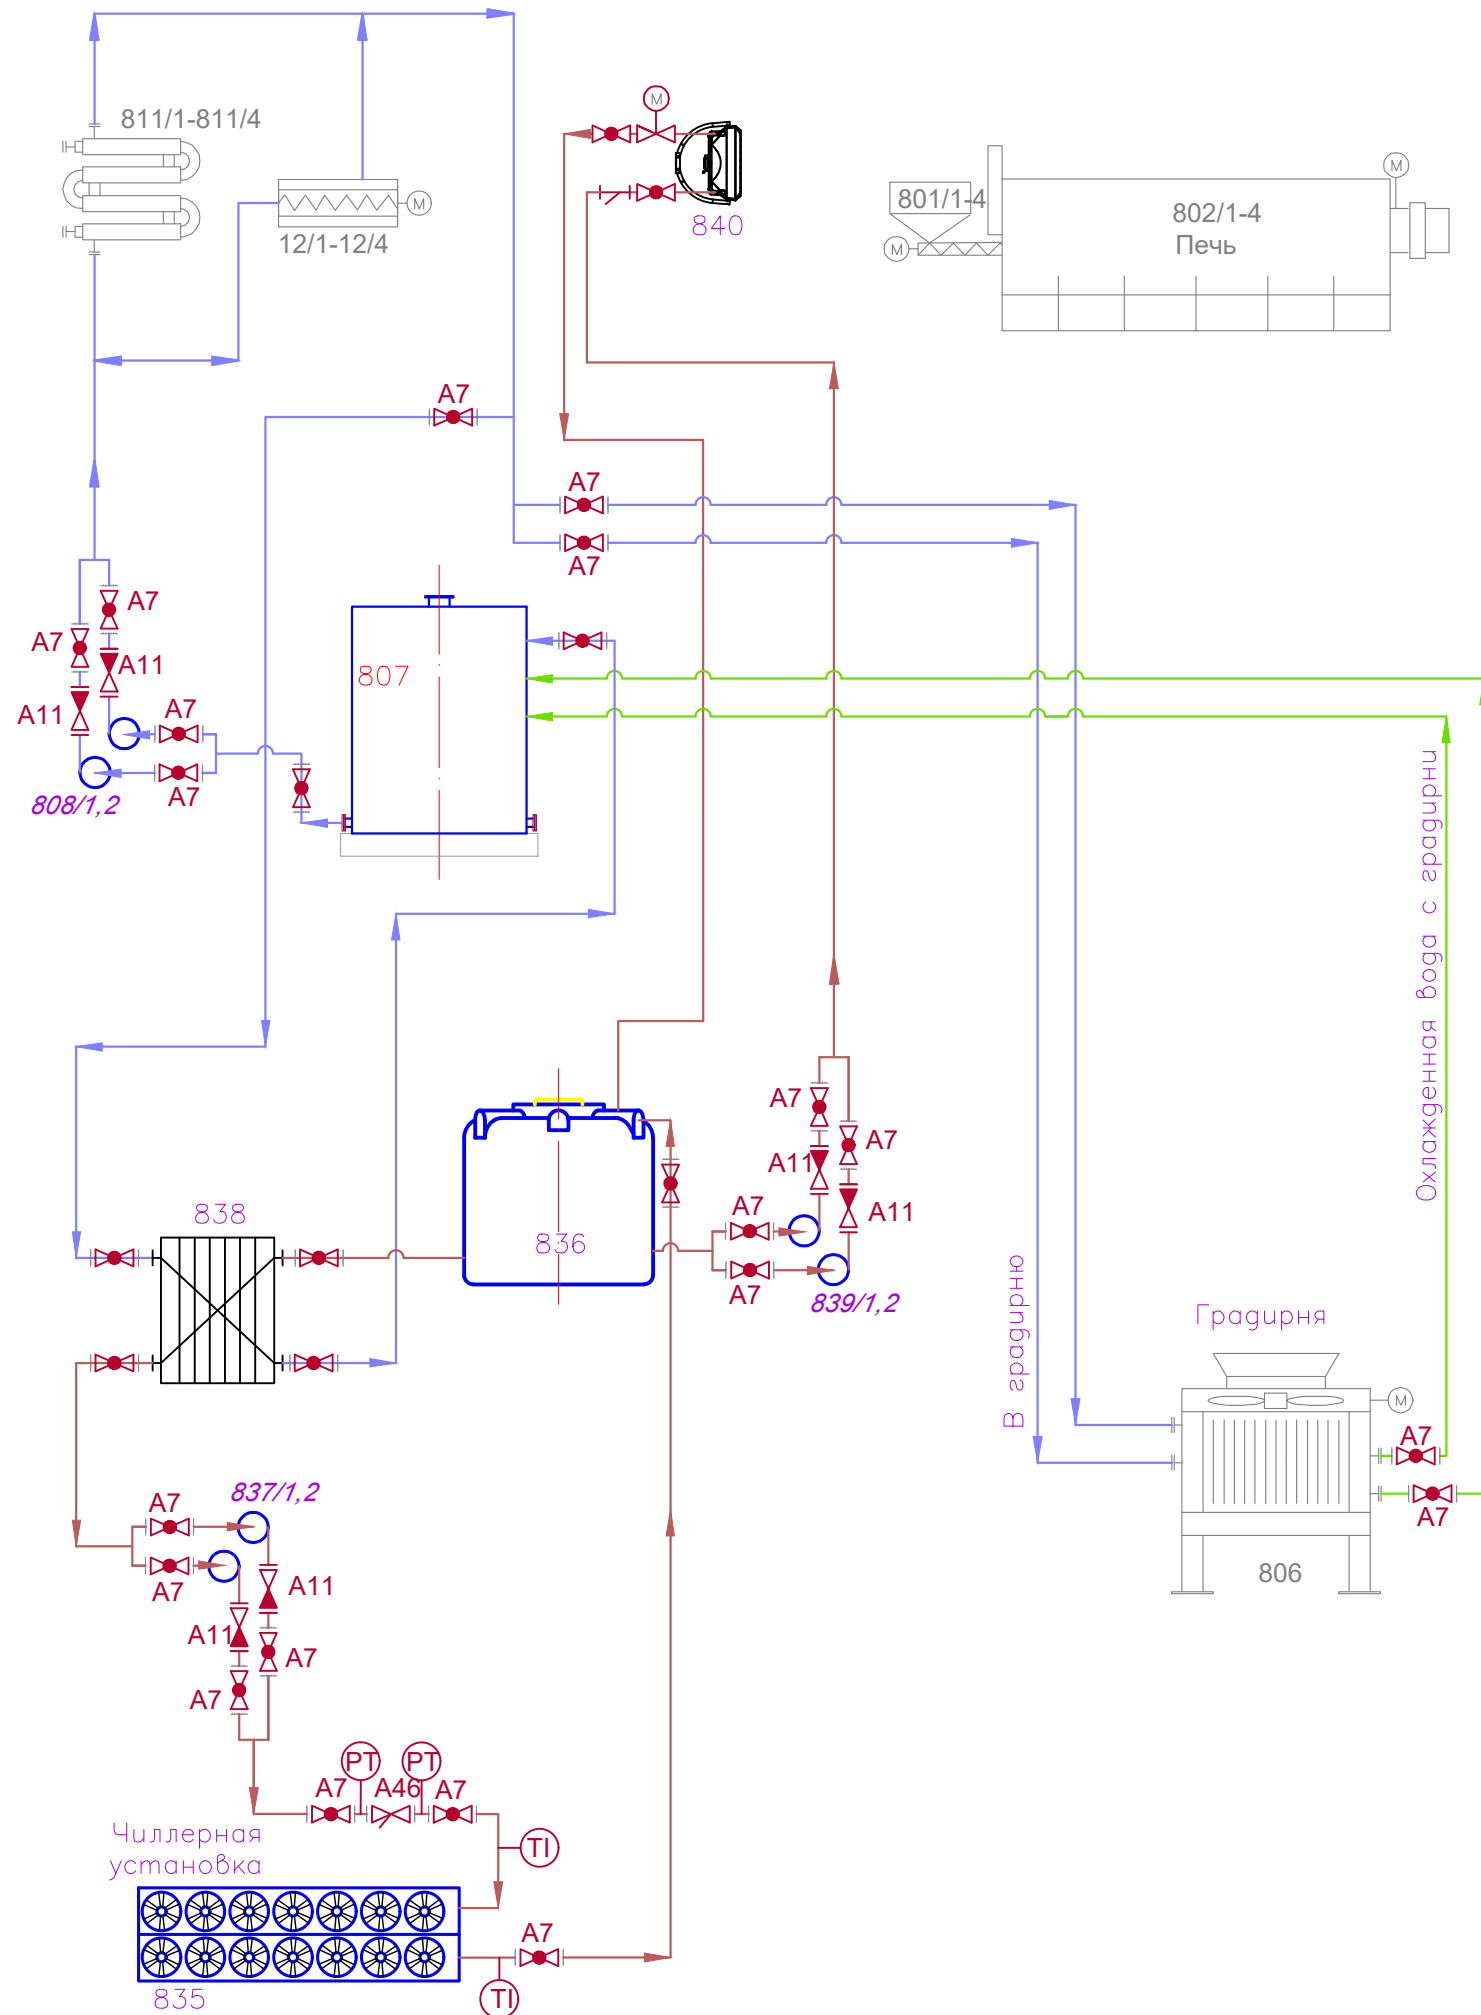 811/1-811/4
M
801/1-4
802/1-4
M
Печь
M
12/1-12/4
M
840
A7
A7
A7
A7
A7
807
A11
A11
A7
A7
808/1,2
Охлажденная вода с градирни
A7
A7
A11
A7
A11
838
836
A7
839/1,2
В градирню
Градирня
M
A7
A7
806
837/1,2
A7
A7
A11
A11
A7
A7
PT
PT
A7
A46
A7
Чиллерная
установка
TI
A7
835
TI